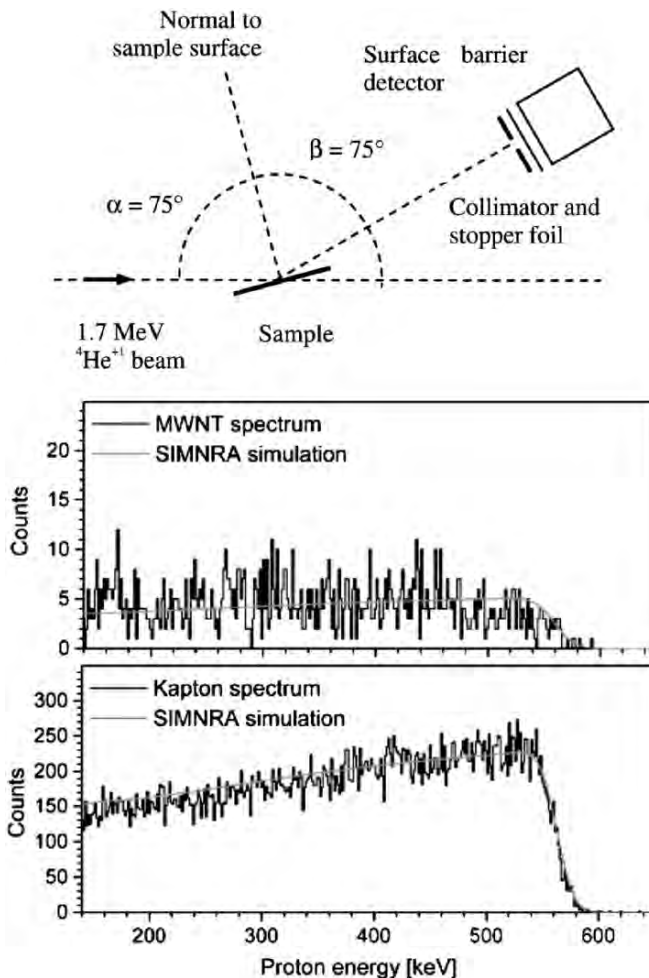 Normal to
sample surface
Surface barrier
detector
β = 75°
α = 75°
Collimator and
stopper foil
1.7 MeV
⁴He⁺¹ beam
Sample
MWNT spectrum
SIMNRA simulation
Counts
20
15
10
5
0
Kapton spectrum
SIMNRA simulation
Counts
300
250
200
150
100
50
0
200 300 400 500 600
Proton energy [keV]